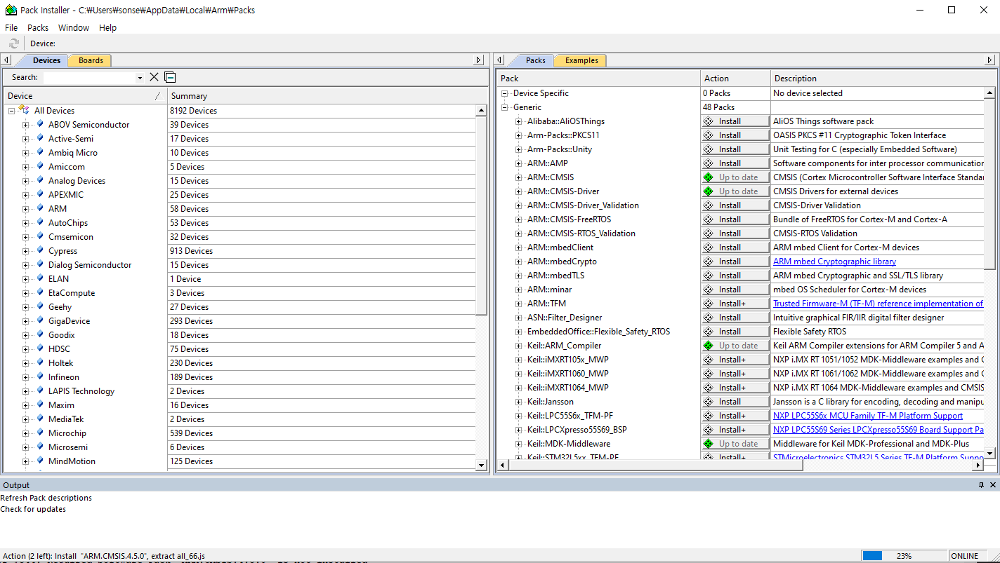 Pack Installer - C:₩Users₩sonse₩AppData₩Local₩Arm₩Packs
File Packs Window Help
Device:
Devices Boards
Search:
Device Summary
All Devices 8192 Devices
ABOV Semiconductor 39 Devices
Active-Semi 17 Devices
Ambiq Micro 10 Devices
Amiccom 5 Devices
Analog Devices 15 Devices
APEXMIC 25 Devices
ARM 58 Devices
AutoChips 53 Devices
Cmsemicon 32 Devices
Cypress 913 Devices
Dialog Semiconductor 15 Devices
ELAN 1 Device
EtaCompute 3 Devices
Geehy 27 Devices
GigaDevice 293 Devices
Goodix 18 Devices
HDSC 75 Devices
Holtek 230 Devices
Infineon 189 Devices
LAPIS Technology 2 Devices
Maxim 16 Devices
MediaTek 2 Devices
Microchip 539 Devices
Microsemi 6 Devices
MindMotion 125 Devices
Packs Examples
Pack Action Description
Device Specific 0 Packs No device selected
Generic 48 Packs
Alibaba::AliOSThings Install AliOS Things software pack
Arm-Packs::PKCS11 Install OASIS PKCS #11 Cryptographic Token Interface
Arm-Packs::Unity Install Unit Testing for C (especially Embedded Software)
ARM::AMP Install Software components for inter processor communication
ARM::CMSIS Up to date CMSIS (Cortex Microcontroller Software Interface Standa
ARM::CMSIS-Driver Up to date CMSIS Drivers for external devices
ARM::CMSIS-Driver_Validation Install CMSIS-Driver Validation
ARM::CMSIS-FreeRTOS Install Bundle of FreeRTOS for Cortex-M and Cortex-A
ARM::CMSIS-RTOS_Validation Install CMSIS-RTOS Validation
ARM::mbedClient Install ARM mbed Client for Cortex-M devices
ARM::mbedCrypto Install ARM mbed Cryptographic library
ARM::mbedTLS Install ARM mbed Cryptographic and SSL/TLS library
ARM::minar Install mbed OS Scheduler for Cortex-M devices
ARM::TFM Install+ Trusted Firmware-M (TF-M) reference implementation of
ASN::Filter_Designer Install Intuitive graphical FIR/IIR digital filter designer
EmbeddedOffice::Flexible_Safety_RTOS Install Flexible Safety RTOS
Keil::ARM_Compiler Up to date Keil ARM Compiler extensions for ARM Compiler 5 and A
Keil::iMXRT105x_MWP Install+ NXP i.MX RT 1051/1052 MDK-Middleware examples and C
Keil::iMXRT1060_MWP Install+ NXP i.MX RT 1061/1062 MDK-Middleware examples and C
Keil::iMXRT1064_MWP Install+ NXP i.MX RT 1064 MDK-Middleware examples and CMSIS
Keil::Jansson Install Jansson is a C library for encoding, decoding and manipu
Keil::LPC55S6x_TFM-PF Install+ NXP LPC55S6x MCU Family TF-M Platform Support
Keil::LPCXpresso55S69_BSP Install+ NXP LPC55S69 Series LPCXpresso55S69 Board Support Pa
Keil::MDK-Middleware Up to date Middleware for Keil MDK-Professional and MDK-Plus
Keil::STM32L5xx_TFM-PF Install+ STMicroelectronics STM32L5 Series TF-M Platform Suppo
Output
Refresh Pack descriptions
Check for updates
Action (2 left): Install "ARM.CMSIS.4.5.0", extract all_66.js 23% ONLINE